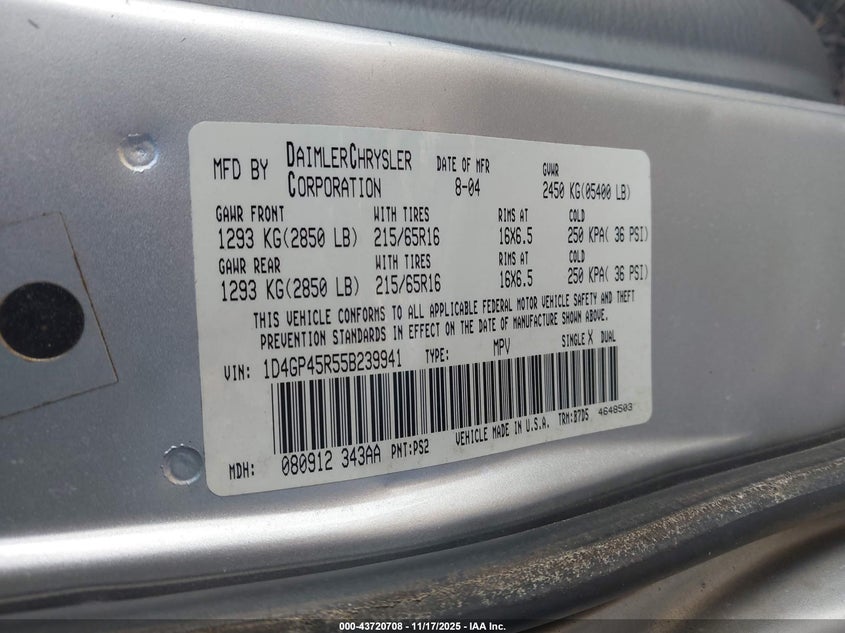 MFD BY DAIMLERCHRYSLER CORPORATION DATE OF MFR 8-04 GVWR 2450 KG(05400 LB)
GAWR FRONT WITH TIRES RIMS AT COLD
1293 KG(2850 LB) 215/65R16 16X6.5 250 KPA( 36 PSI)
GAWR REAR WITH TIRES RIMS AT COLD
1293 KG(2850 LB) 215/65R16 16X6.5 250 KPA( 36 PSI)
THIS VEHICLE CONFORMS TO ALL APPLICABLE FEDERAL MOTOR VEHICLE SAFETY AND THEFT
PREVENTION STANDARDS IN EFFECT ON THE DATE OF MANUFACTURE SHOWN ABOVE.
VIN: 1D4GP45R55B239941 TYPE: MPV SINGLE X DUAL
MDH: 080912 343AA PNT:PS2 VEHICLE MADE IN U.S.A. TRM:B7D5 4648503
000-43720708 - 11/17/2025 - IAA Inc.